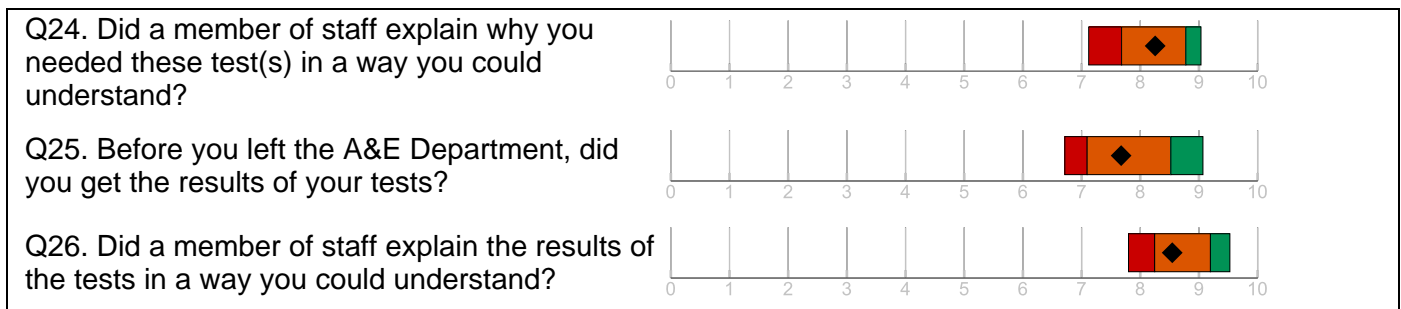 Q24. Did a member of staff explain why you
needed these test(s) in a way you could
understand?
0 1 2 3 4 5 6 7 8 9 10
Q25. Before you left the A&E Department, did
you get the results of your tests?
0 1 2 3 4 5 6 7 8 9 10
Q26. Did a member of staff explain the results of
the tests in a way you could understand?
0 1 2 3 4 5 6 7 8 9 10